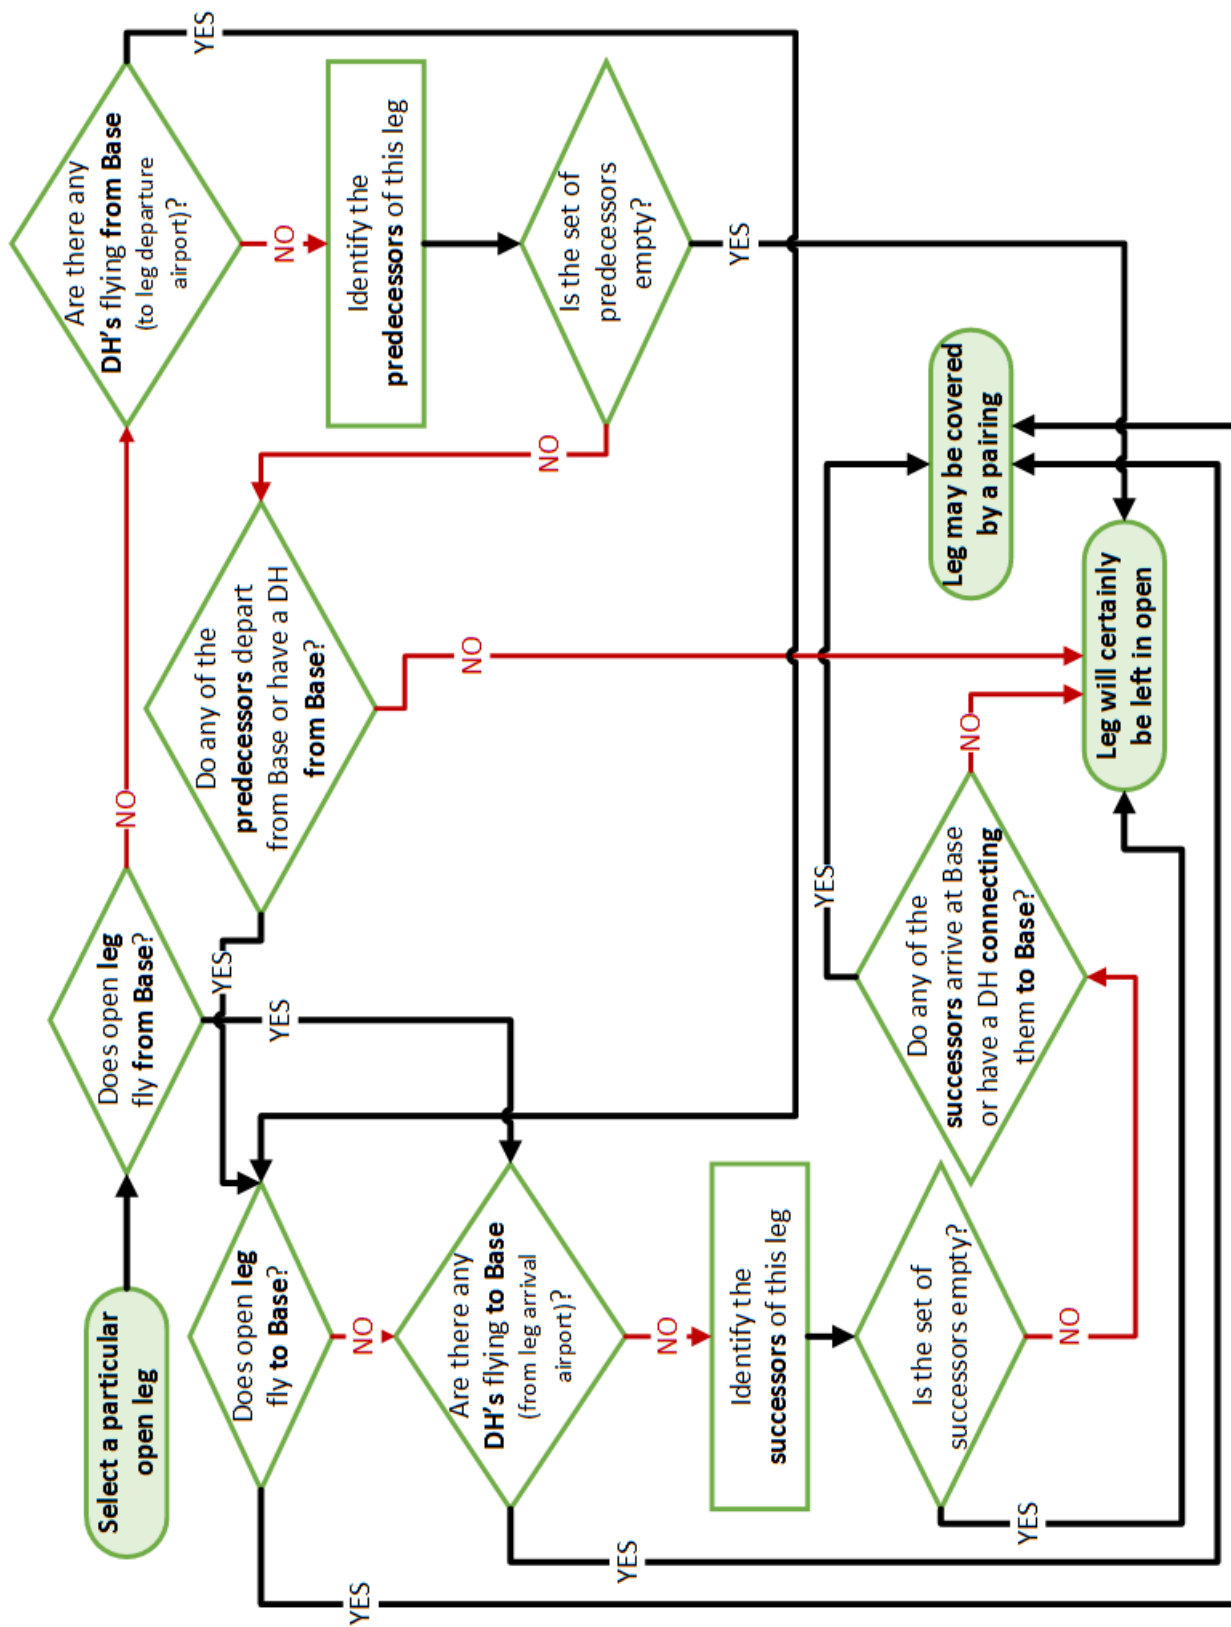 Select a particular
open leg
Does open leg
fly from Base?
NO
Are there any
DH's flying from Base
(to leg departure
airport)?
YES
YES
YES
NO
Does open leg
fly to Base?
Do any of the
predecessors depart
from Base or have a DH
from Base?
Identify the
predecessors of this leg
YES
NO
NO
NO
Are there any
DH's flying to Base
(from leg arrival
airport)?
Is the set of
predecessors
empty?
YES
NO
YES
Identify the
successors of this leg
YES
Is the set of
successors empty?
Do any of the
successors arrive at Base
or have a DH connecting
them to Base?
NO
Leg may be covered
by a pairing
YES
NO
Leg will certainly
be left in open